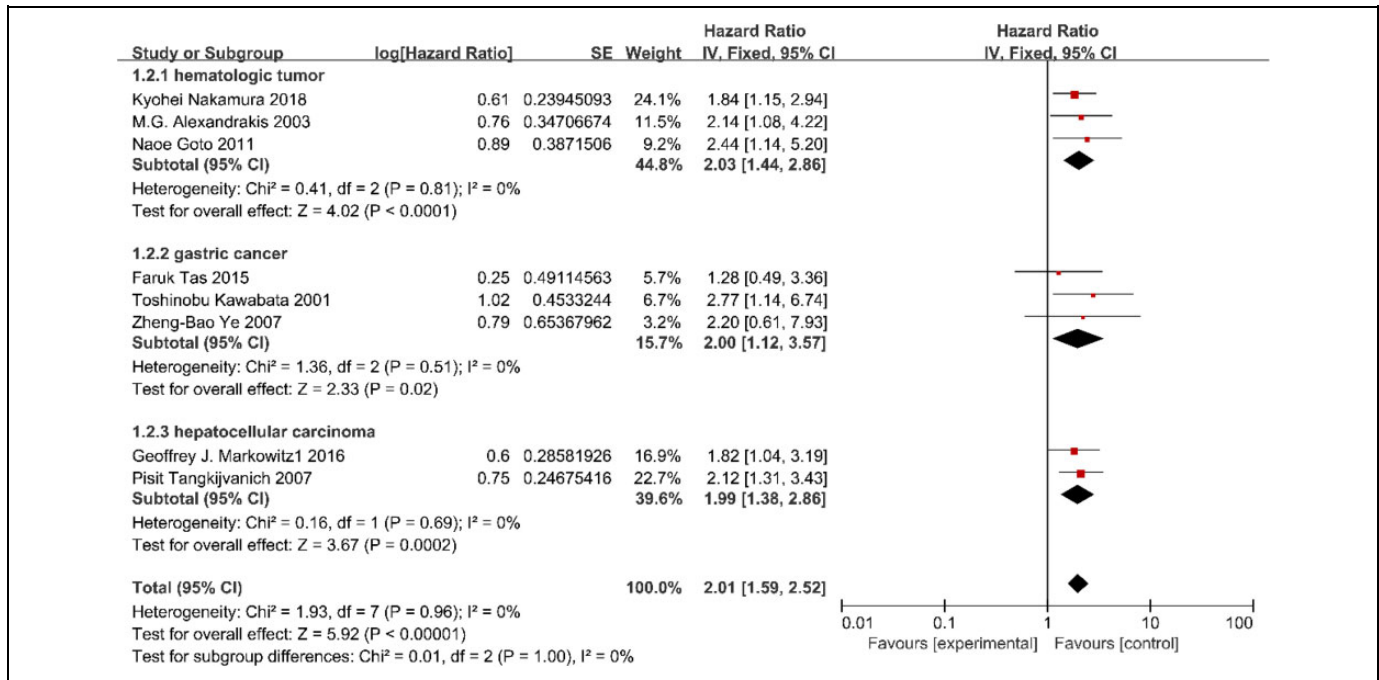 Hazard Ratio Hazard Ratio
Study or Subgroup log[Hazard Ratio] SE Weight IV, Fixed, 95% CI IV, Fixed, 95% CI
1.2.1 hematologic tumor
Kyohei Nakamura 2018 0.61 0.23945093 24.1% 1.84 [1.15, 2.94]
M.G. Alexandrakis 2003 0.76 0.34706674 11.5% 2.14 [1.08, 4.22]
Naoe Goto 2011 0.89 0.3871506 9.2% 2.44 [1.14, 5.20]
Subtotal (95% CI) 44.8% 2.03 [1.44, 2.86]
Heterogeneity: Chi² = 0.41, df = 2 (P = 0.81); I² = 0%
Test for overall effect: Z = 4.02 (P < 0.0001)
1.2.2 gastric cancer
Faruk Tas 2015 0.25 0.49114563 5.7% 1.28 [0.49, 3.36]
Toshinobu Kawabata 2001 1.02 0.4533244 6.7% 2.77 [1.14, 6.74]
Zheng-Bao Ye 2007 0.79 0.65367962 3.2% 2.20 [0.61, 7.93]
Subtotal (95% CI) 15.7% 2.00 [1.12, 3.57]
Heterogeneity: Chi² = 1.36, df = 2 (P = 0.51); I² = 0%
Test for overall effect: Z = 2.33 (P = 0.02)
1.2.3 hepatocellular carcinoma
Geoffrey J. Markowitz1 2016 0.6 0.28581926 16.9% 1.82 [1.04, 3.19]
Pisit Tangkijvanich 2007 0.75 0.24675416 22.7% 2.12 [1.31, 3.43]
Subtotal (95% CI) 39.6% 1.99 [1.38, 2.86]
Heterogeneity: Chi² = 0.16, df = 1 (P = 0.69); I² = 0%
Test for overall effect: Z = 3.67 (P = 0.0002)
Total (95% CI) 100.0% 2.01 [1.59, 2.52]
Heterogeneity: Chi² = 1.93, df = 7 (P = 0.96); I² = 0%
Test for overall effect: Z = 5.92 (P < 0.00001)
Test for subgroup differences: Chi² = 0.01, df = 2 (P = 1.00), I² = 0%
0.01 0.1 1 10 100
Favours [experimental] Favours [control]